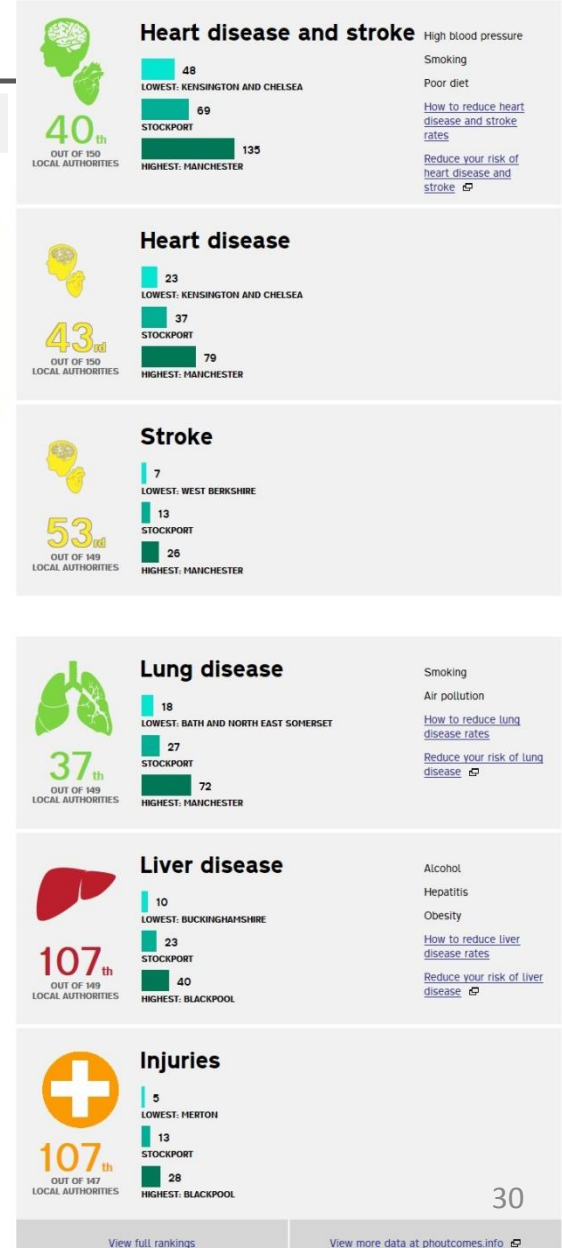 Heart disease and stroke
40th
OUT OF 150
LOCAL AUTHORITIES
48
LOWEST: KENSINGTON AND CHELSEA
69
STOCKPORT
135
HIGHEST: MANCHESTER
High blood pressure
Smoking
Poor diet
How to reduce heart
disease and stroke
rates
Reduce your risk of
heart disease and
stroke
Heart disease
43rd
OUT OF 150
LOCAL AUTHORITIES
23
LOWEST: KENSINGTON AND CHELSEA
37
STOCKPORT
79
HIGHEST: MANCHESTER
Stroke
53rd
OUT OF 149
LOCAL AUTHORITIES
7
LOWEST: WEST BERKSHIRE
13
STOCKPORT
26
HIGHEST: MANCHESTER
Lung disease
37th
OUT OF 149
LOCAL AUTHORITIES
18
LOWEST: BATH AND NORTH EAST SOMERSET
27
STOCKPORT
72
HIGHEST: MANCHESTER
Smoking
Air pollution
How to reduce lung
disease rates
Reduce your risk of lung
disease
Liver disease
107th
OUT OF 149
LOCAL AUTHORITIES
10
LOWEST: BUCKINGHAMSHIRE
23
STOCKPORT
40
HIGHEST: BLACKPOOL
Alcohol
Hepatitis
Obesity
How to reduce liver
disease rates
Reduce your risk of liver
disease
Injuries
107th
OUT OF 147
LOCAL AUTHORITIES
5
LOWEST: MERTON
13
STOCKPORT
28
HIGHEST: BLACKPOOL
30
View full rankings
View more data at phoutcomes.info